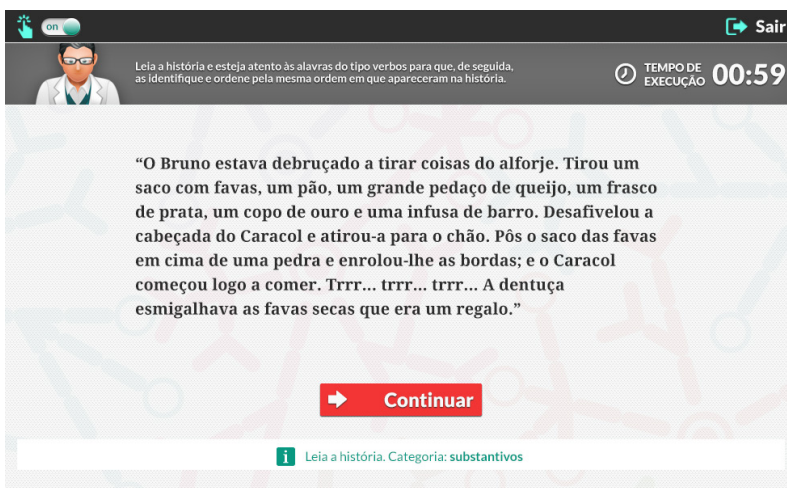 on
Sair
Leia a história e esteja atento às alavras do tipo verbos para que, de seguida,
as identifique e ordene pela mesma ordem em que apareceram na história.
TEMPO DE
EXECUÇÃO 00:59
“O Bruno estava debruçado a tirar coisas do alforje. Tirou um
saco com favas, um pão, um grande pedaço de queijo, um frasco
de prata, um copo de ouro e uma infusa de barro. Desafivelou a
cabeçada do Caracol e atirou-a para o chão. Pôs o saco das favas
em cima de uma pedra e enrolou-lhe as bordas; e o Caracol
começou logo a comer. Trrr... trrr... trrr... A dentuça
esmigalhava as favas secas que era um regalo.”
Continuar
i Leia a história. Categoria: substantivos